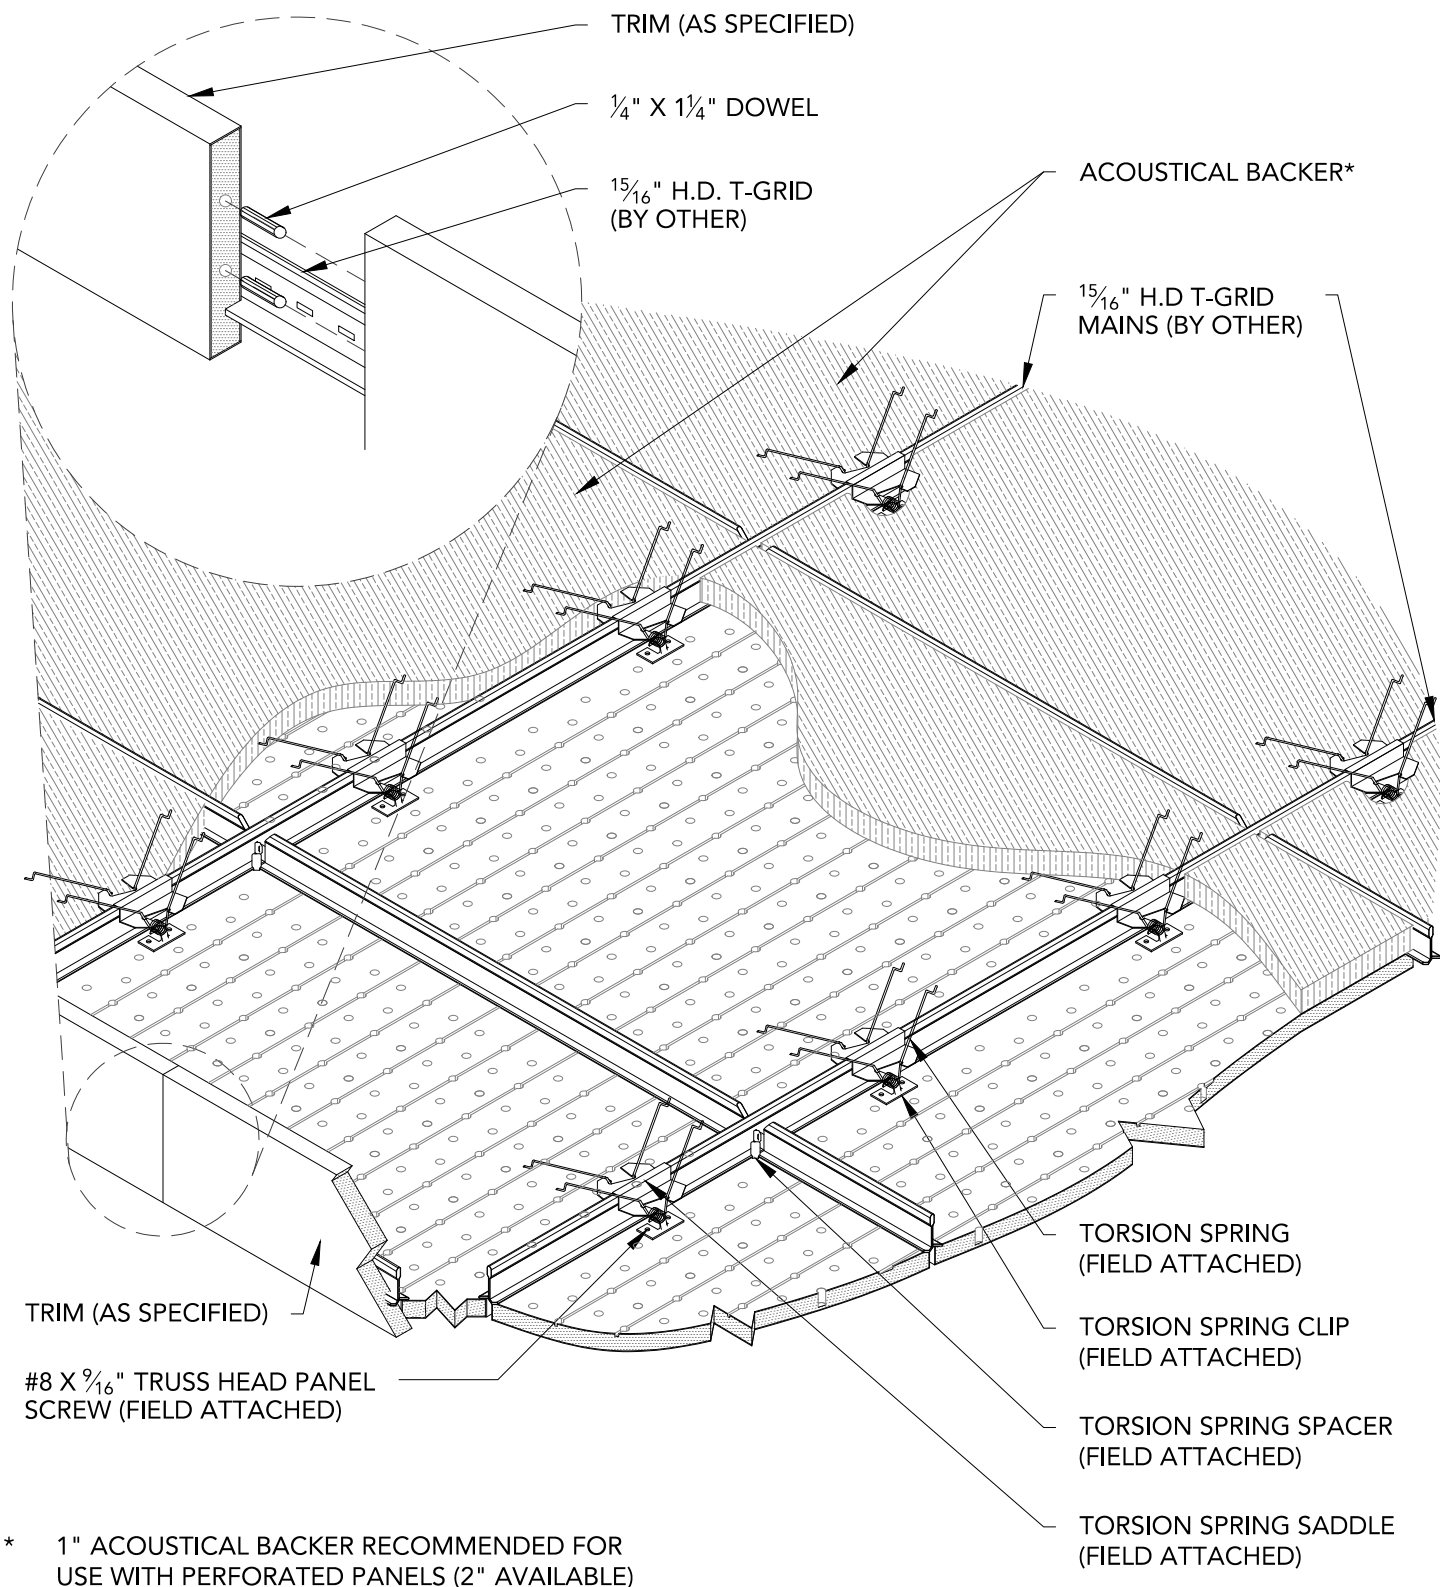 TRIM (AS SPECIFIED)
¼" X 1¼" DOWEL
15⁄16" H.D. T-GRID
(BY OTHER)
ACOUSTICAL BACKER*
15⁄16" H.D T-GRID
MAINS (BY OTHER)
TRIM (AS SPECIFIED)
#8 X 9⁄16" TRUSS HEAD PANEL
SCREW (FIELD ATTACHED)
TORSION SPRING
(FIELD ATTACHED)
TORSION SPRING CLIP
(FIELD ATTACHED)
TORSION SPRING SPACER
(FIELD ATTACHED)
TORSION SPRING SADDLE
(FIELD ATTACHED)
* 1" ACOUSTICAL BACKER RECOMMENDED FOR
USE WITH PERFORATED PANELS (2" AVAILABLE)